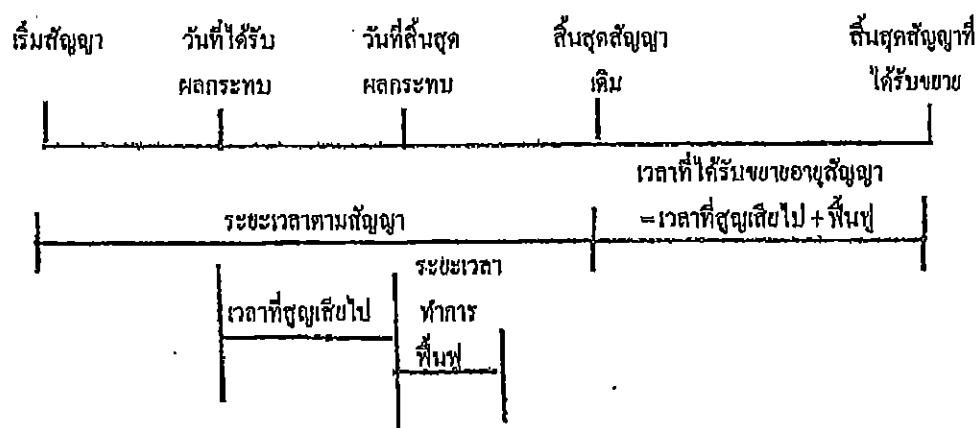 เริ่มสัญญา วันที่ได้รับ วันที่สิ้นสุด สิ้นสุดสัญญา สิ้นสุดสัญญาที่
ผลกระทบ ผลกระทบ เดิม ได้รับขยาย
เวลาที่ได้รับขยายอายุสัญญา
ระยะเวลาตามสัญญา =เวลาที่สูญเสียไป + ฟื้นฟู
ระยะเวลา
เวลาที่สูญเสียไป ทำการ
ฟื้นฟู